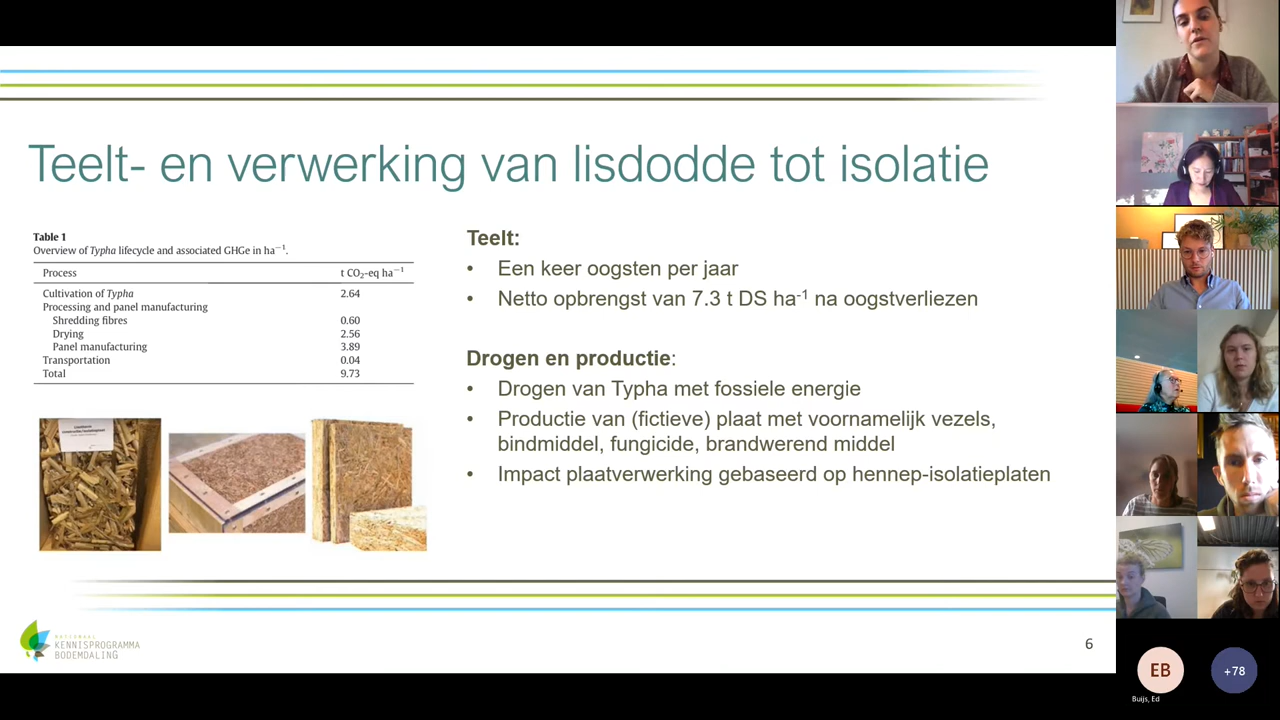 Teelt- en verwerking van lisdodde tot isolatie
Table 1
Overview of Typha lifecycle and associated GHGe in ha⁻¹.
Process t CO₂-eq ha⁻¹
Cultivation of Typha 2.64
Processing and panel manufacturing
Shredding fibres 0.60
Drying 2.56
Panel manufacturing 3.89
Transportation 0.04
Total 9.73
Teelt:
• Een keer oogsten per jaar
• Netto opbrengst van 7.3 t DS ha⁻¹ na oogstverliezen
Drogen en productie:
• Drogen van Typha met fossiele energie
• Productie van (fictieve) plaat met voornamelijk vezels,
bindmiddel, fungicide, brandwerend middel
• Impact plaatverwerking gebaseerd op hennep-isolatieplaten
NATIONAAL
KENNISPROGRAMMA
BODEMDALING
6
EB
+78
Buijs, Ed